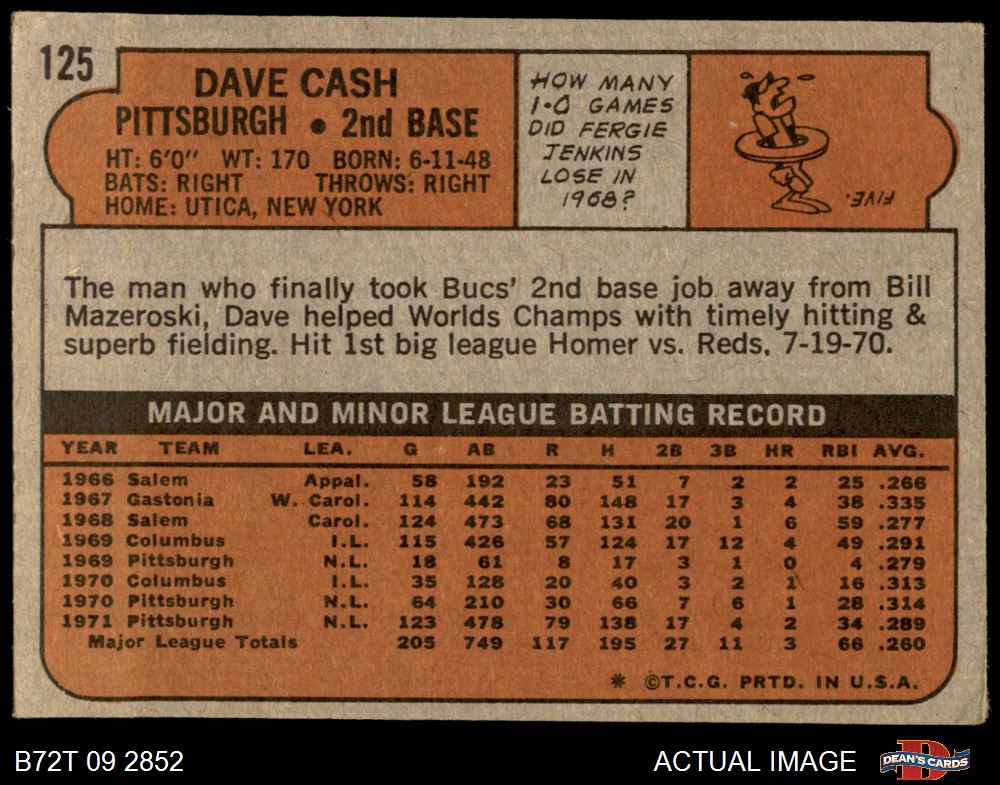 125
DAVE CASH
PITTSBURGH • 2nd BASE
HT: 6'0" WT: 170 BORN: 6-11-48
BATS: RIGHT THROWS: RIGHT
HOME: UTICA, NEW YORK
HOW MANY
1-0 GAMES
DID FERGIE
JENKINS
LOSE IN
1968?
FIVE.
The man who finally took Bucs' 2nd base job away from Bill
Mazeroski, Dave helped Worlds Champs with timely hitting &
superb fielding. Hit 1st big league Homer vs. Reds, 7-19-70.
MAJOR AND MINOR LEAGUE BATTING RECORD
YEAR TEAM LEA. G AB R H 2B 3B HR RBI AVG.
1966 Salem Appal. 58 192 23 51 7 2 2 25 .266
1967 Gastonia W. Carol. 114 442 80 148 17 3 4 38 .335
1968 Salem Carol. 124 473 68 131 20 1 6 59 .277
1969 Columbus I.L. 115 426 57 124 17 12 4 49 .291
1969 Pittsburgh N.L. 18 61 8 17 3 1 0 4 .279
1970 Columbus I.L. 35 128 20 40 3 2 1 16 .313
1970 Pittsburgh N.L. 64 210 30 66 7 6 1 28 .314
1971 Pittsburgh N.L. 123 478 79 138 17 4 2 34 .289
Major League Totals 205 749 117 195 27 11 3 66 .260
* ©T.C.G. PRTD. IN U.S.A.
B72T 09 2852 ACTUAL IMAGE
D
DEAN'S CARDS